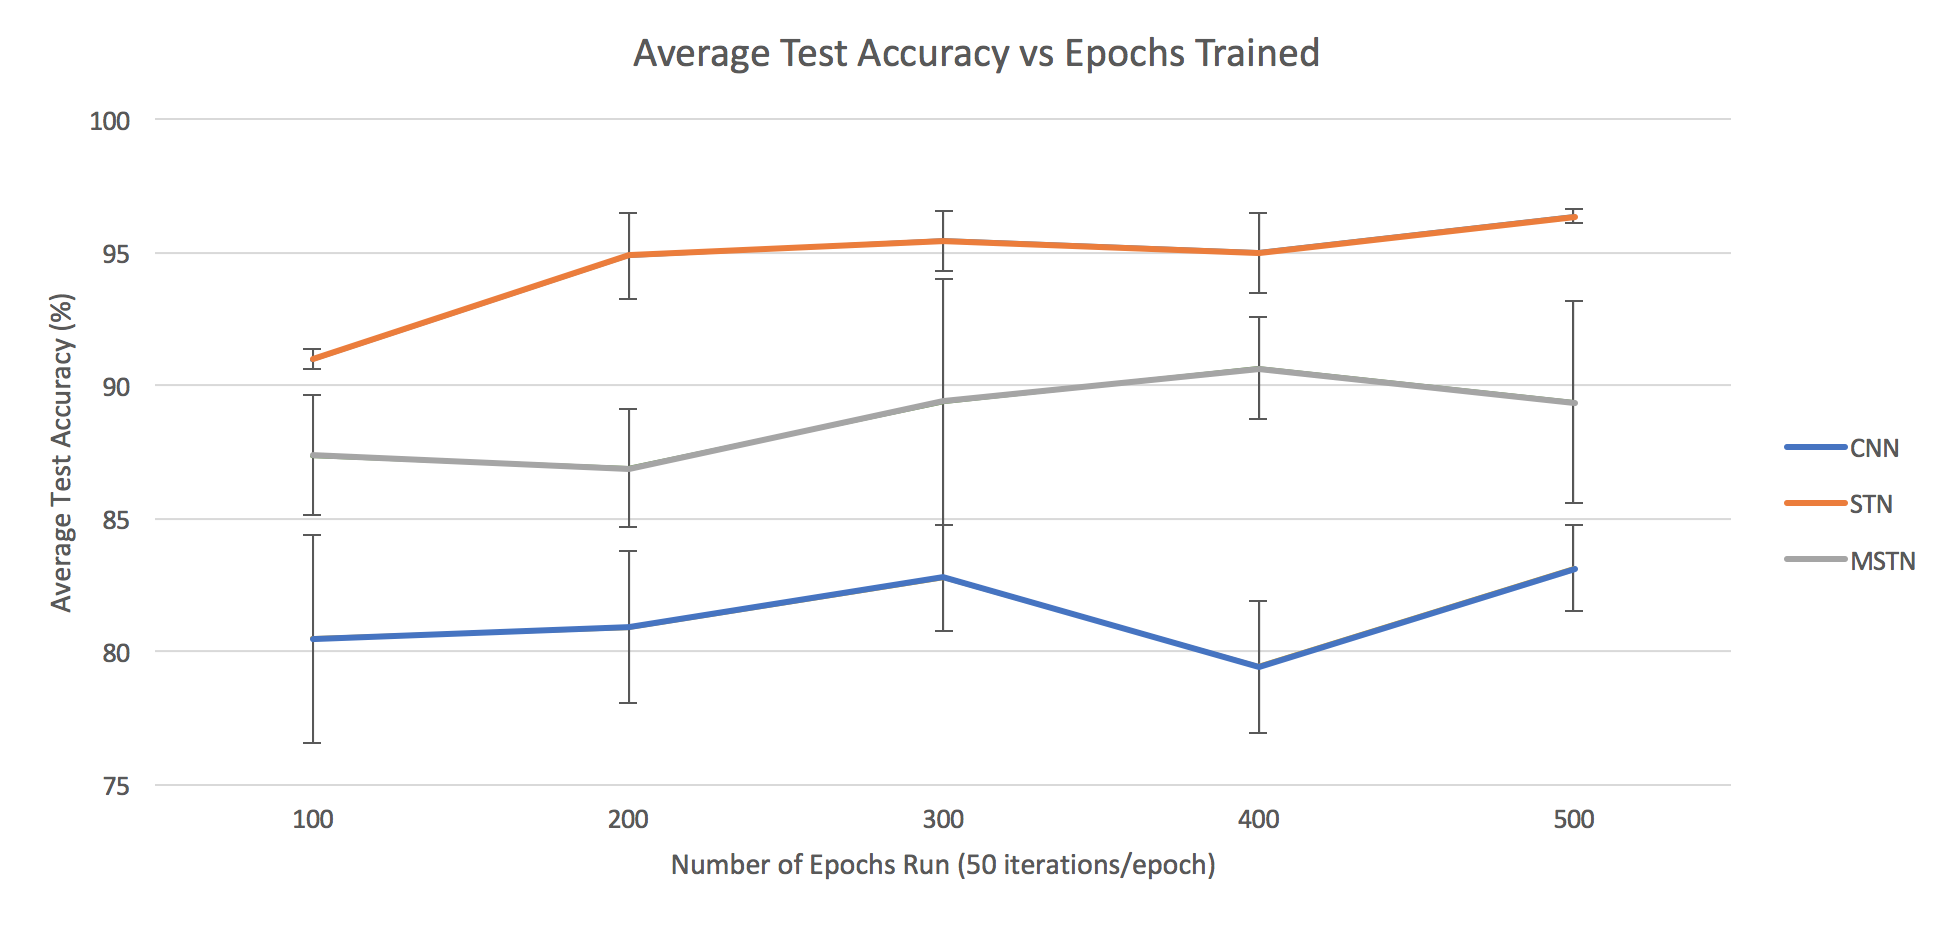 Average Test Accuracy vs Epochs Trained
100
95
90
85
80
75
Average Test Accuracy (%)
100 200 300 400 500
Number of Epochs Run (50 iterations/epoch)
CNN
STN
MSTN